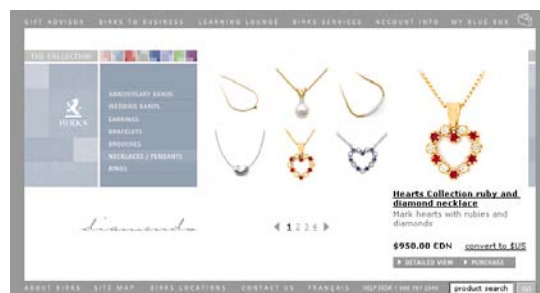 GIFT ADVISOR BIRKS TO BUSINESS LEARNING LOUNGE BIRKS SERVICES ACCOUNT INFO MY BLUE BOX
THE COLLECTION
BIRKS
ANNIVERSARY BANDS
WEDDING BANDS
EARRINGS
BRACELETS
BROOCHES
NECKLACES / PENDANTS
RINGS
diamonds
1 2 3 4
Hearts Collection ruby and
diamond necklace
Mark hearts with rubies and
diamonds
$950.00 CDN convert to $US
DETAILED VIEW PURCHASE
ABOUT BIRKS SITE MAP BIRKS LOCATIONS CONTACT US FRANÇAIS HELP DESK product search GO